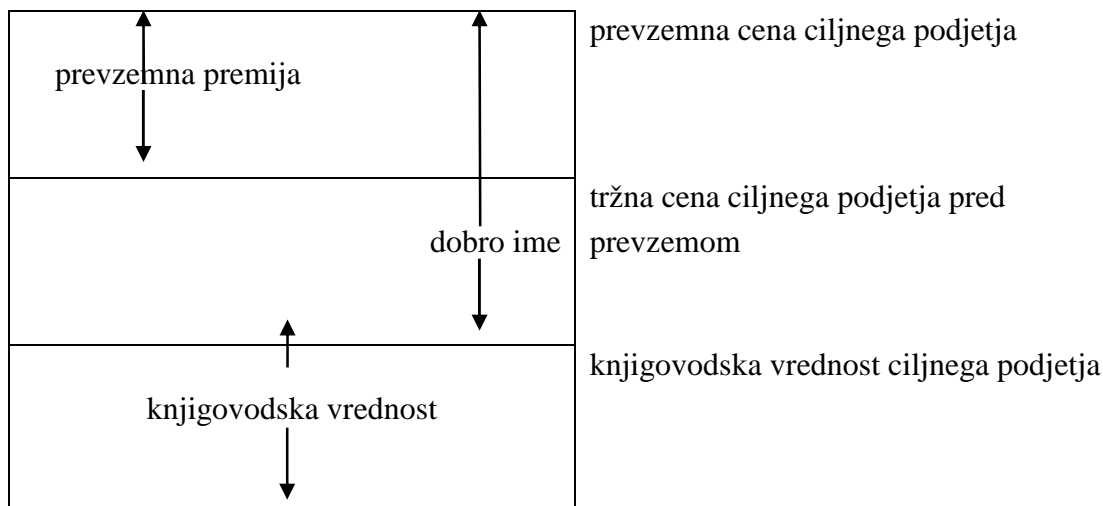 prevzemna cena ciljnega podjetja
prevzemna premija
tržna cena ciljnega podjetja pred
prevzemom
dobro ime
knjigovodska vrednost ciljnega podjetja
knjigovodska vrednost